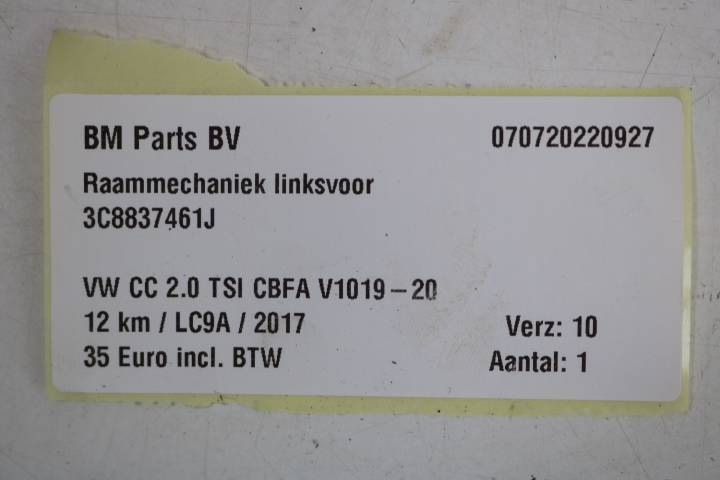 BM Parts BV 070720220927
Raammechaniek linksvoor
3C8837461J
VW CC 2.0 TSI CBFA V1019-20
12 km / LC9A / 2017 Verz: 10
35 Euro incl. BTW Aantal: 1